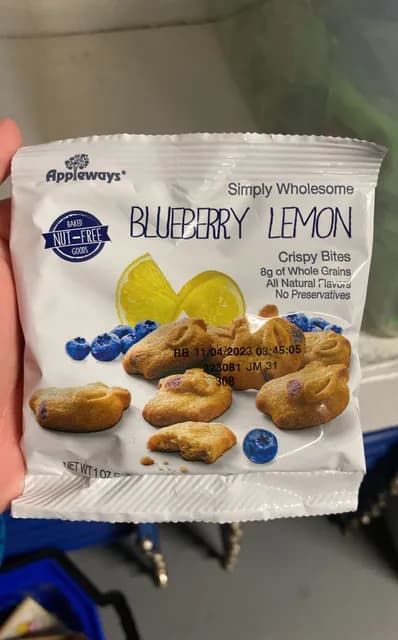 Appleways®
Simply Wholesome
BLUEBERRY LEMON
BAKED
NUT-FREE
GOODS
Crispy Bites
8g of Whole Grains
All Natural Flavors
No Preservatives
BB 11/04/2023 03:45:05
223081 JM 31
308
NET WT 1 OZ